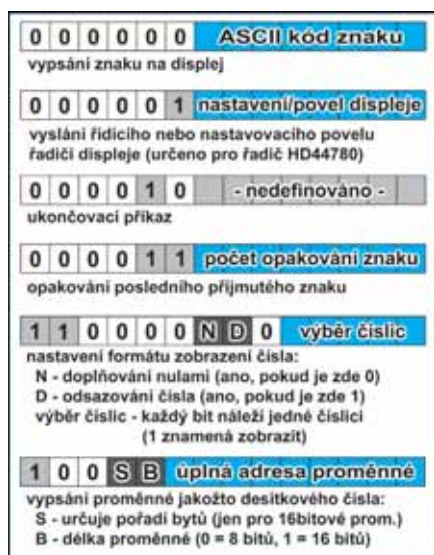 0 0 0 0 0 0 ASCII kód znaku
vypsání znaku na displej
0 0 0 0 0 1 nastavení/povel displeje
vyslání řídicího nebo nastavovacího povelu
řadiči displeje (určeno pro řadič HD44780)
0 0 0 0 1 0 - nedefinováno -
ukončovací příkaz
0 0 0 0 1 1 počet opakování znaku
opakování posledního přijmutého znaku
1 1 0 0 0 0 N D 0 výběr číslic
nastavení formátu zobrazení čísla:
N - doplňování nulami (ano, pokud je zde 0)
D - odsazování čísla (ano, pokud je zde 1)
výběr číslic - každý bit náleží jedné číslici
(1 znamená zobrazit)
1 0 0 S B úplná adresa proměnné
vypsání proměnné jakožto desítkového čísla:
S - určuje pořadí bytů (jen pro 16bitové prom.)
B - délka proměnné (0 = 8 bitů, 1 = 16 bitů)